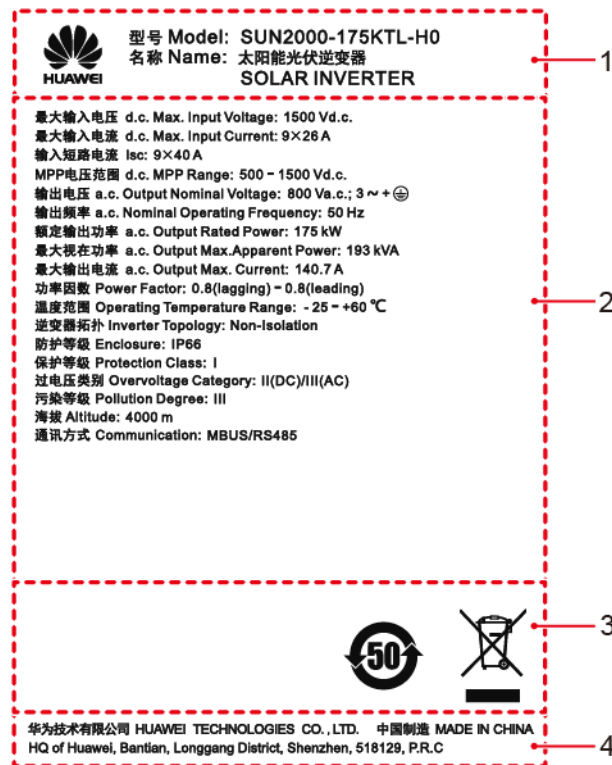 HUAWEI
型号 Model: SUN2000-175KTL-H0
名称 Name: 太阳能光伏逆变器
SOLAR INVERTER
1
最大输入电压 d.c. Max. Input Voltage: 1500 Vd.c.
最大输入电流 d.c. Max. Input Current: 9×26 A
输入短路电流 Isc: 9×40 A
MPP电压范围 d.c. MPP Range: 500 - 1500 Vd.c.
输出电压 a.c. Output Nominal Voltage: 800 Va.c.; 3 ~ + ⏚
输出频率 a.c. Nominal Operating Frequency: 50 Hz
额定输出功率 a.c. Output Rated Power: 175 kW
最大视在功率 a.c. Output Max.Apparent Power: 193 kVA
最大输出电流 a.c. Output Max. Current: 140.7 A
功率因数 Power Factor: 0.8(lagging) - 0.8(leading)
温度范围 Operating Temperature Range: - 25 - +60 ℃
逆变器拓扑 Inverter Topology: Non-Isolation
防护等级 Enclosure: IP66
保护等级 Protection Class: I
过电压类别 Overvoltage Category: II(DC)/III(AC)
污染等级 Pollution Degree: III
海拔 Altitude: 4000 m
通讯方式 Communication: MBUS/RS485
2
50
3
华为技术有限公司 HUAWEI TECHNOLOGIES CO., LTD. 中国制造 MADE IN CHINA
HQ of Huawei, Bantian, Longgang District, Shenzhen, 518129, P.R.C
4